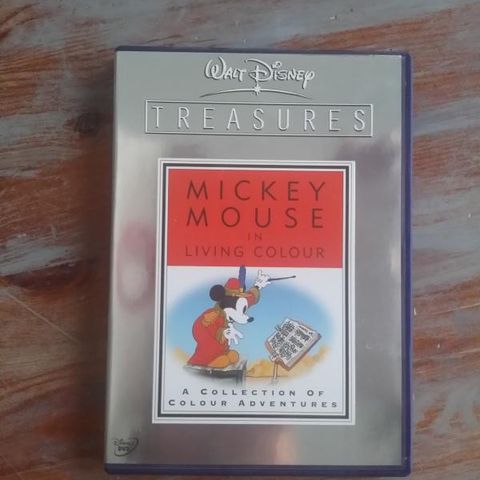 WALT DISNEY
TREASURES
MICKEY
MOUSE
IN
LIVING COLOUR
A COLLECTION OF
COLOUR ADVENTURES
Disney
DVD